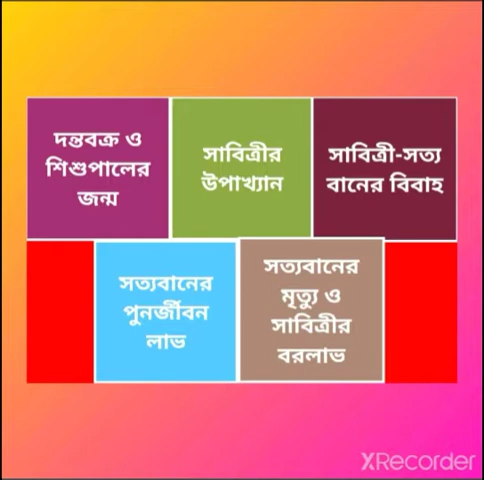 দন্তবক্র ও
শিশুপালের
জন্ম
সাবিত্রীর
উপাখ্যান
সাবিত্রী-সত্য
বানের বিবাহ
সত্যবানের
পুনর্জীবন
লাভ
সত্যবানের
মৃত্যু ও
সাবিত্রীর
বরলাভ
XRecorder